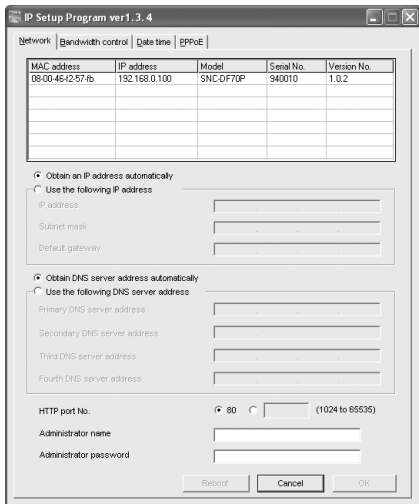 IP Setup Program ver1.3.4
Network Bandwidth control Date time PPPoE
MAC address IP address Model Serial No. Version No.
08-00-46-f2-57-fb 192.168.0.100 SNC-DF70P 940010 1.0.2
Obtain an IP address automatically
Use the following IP address
IP address
Subnet mask
Default gateway
Obtain DNS server address automatically
Use the following DNS server address
Primary DNS server address
Secondary DNS server address
Third DNS server address
Fourth DNS server address
HTTP port No. 80 (1024 to 65535)
Administrator name
Administrator password
Reboot Cancel OK